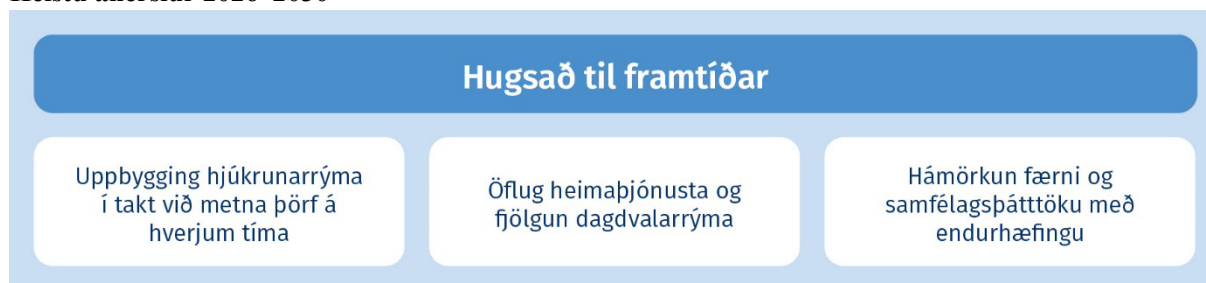 Hugsað til framtíðar
Uppbygging hjúkrunarrýma
í takt við metna þörf á
hverjum tíma
Öflug heimaþjónusta og
fjölgun dagdvalarrýma
Hámörkun færni og
samfélagsþátttöku með
endurhæfingu